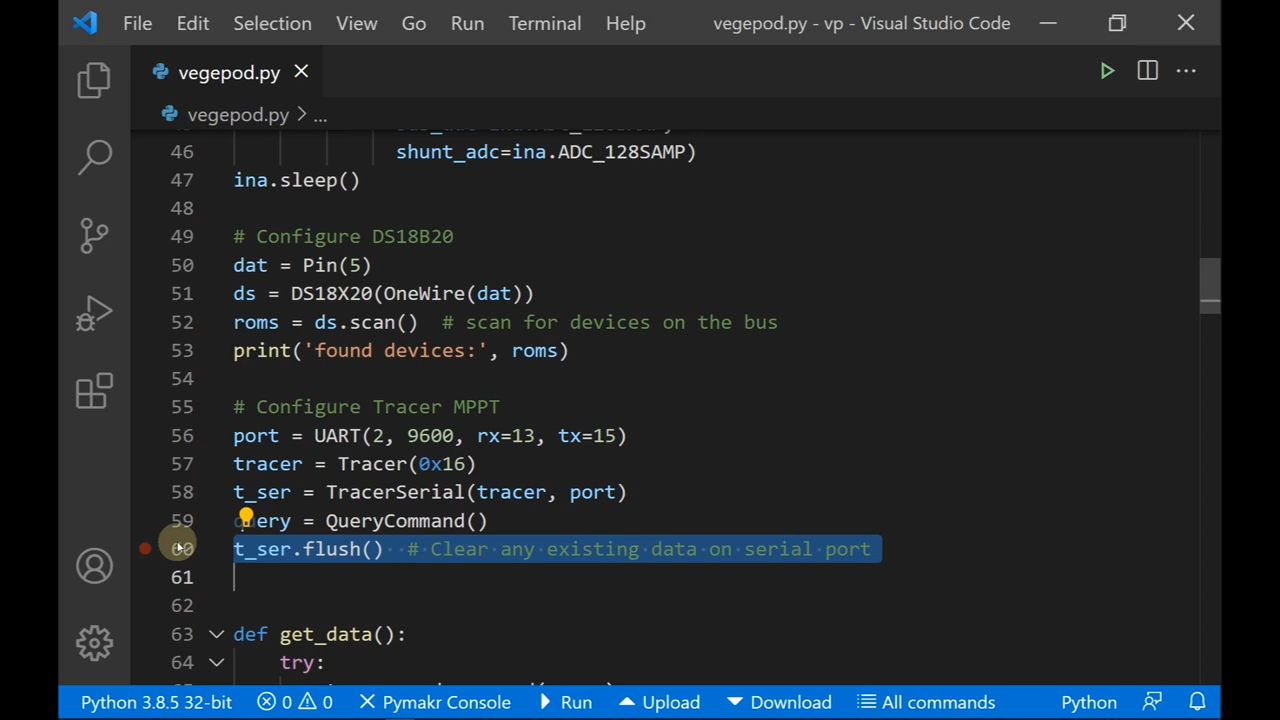 File Edit Selection View Go Run Terminal Help vegepod.py - vp - Visual Studio Code
vegepod.py
vegepod.py > ...
46 shunt_adc=ina.ADC_128SAMP)
47 ina.sleep()
48
49 # Configure DS18B20
50 dat = Pin(5)
51 ds = DS18X20(OneWire(dat))
52 roms = ds.scan() # scan for devices on the bus
53 print('found devices:', roms)
54
55 # Configure Tracer MPPT
56 port = UART(2, 9600, rx=13, tx=15)
57 tracer = Tracer(0x16)
58 t_ser = TracerSerial(tracer, port)
59 query = QueryCommand()
60 t_ser.flush() # Clear any existing data on serial port
61
62
63 def get_data():
64 try:
Python 3.8.5 32-bit 0 0 Pymakr Console Run Upload Download All commands Python